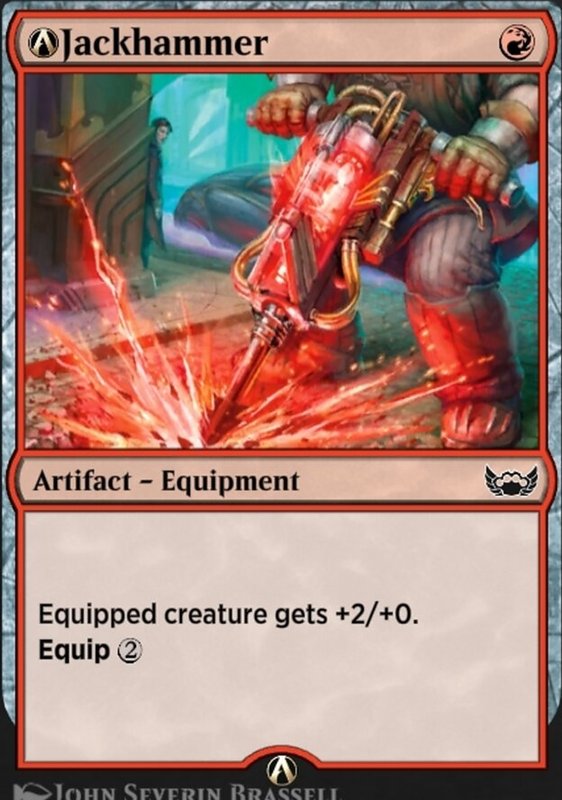 Jackhammer
Artifact – Equipment
Equipped creature gets +2/+0.
Equip 2
John Severin Brassell